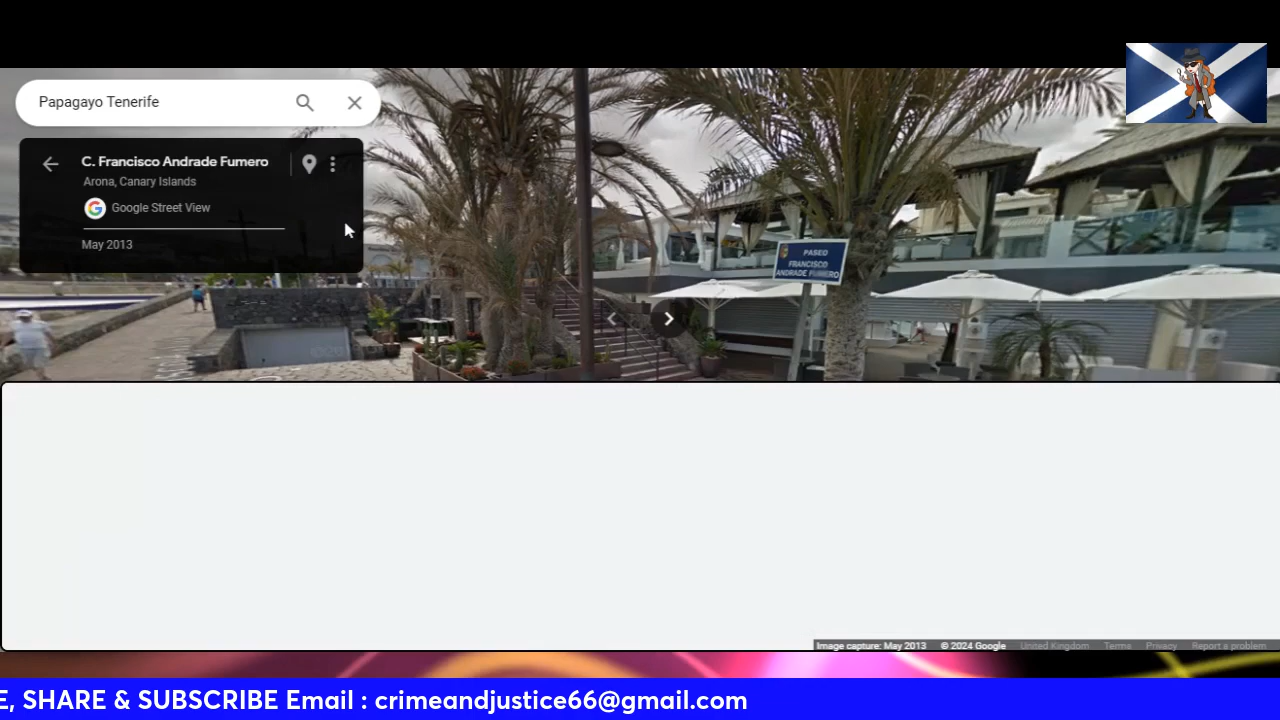 Papagayo Tenerife
C. Francisco Andrade Fumero
Arona, Canary Islands
Google Street View
May 2013
PASEO
FRANCISCO
ANDRADE FUMERO
Image capture: May 2013 © 2024 Google United Kingdom Terms Privacy Report a problem
E, SHARE & SUBSCRIBE Email : crimeandjustice66@gmail.com